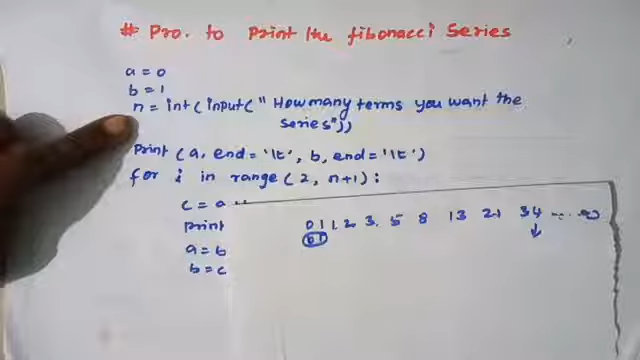 # Pro. to Print the fibonacci Series
a = 0
b = 1
n = int(input(" How many terms you want the
series"))
Print (a, end = '\t', b, end = '\t')
for i in range (2, n+1) :
c = a
print
a = b
b = c
0 1 1 2 3. 5 8 13 21 34 ...
0 1